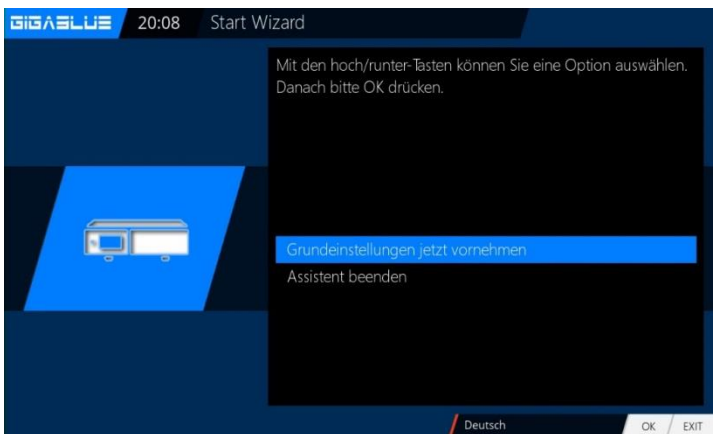 GIGABLUE 20:08 Start Wizard
Mit den hoch/runter-Tasten können Sie eine Option auswählen.
Danach bitte OK drücken.
Grundeinstellungen jetzt vornehmen
Assistent beenden
Deutsch OK EXIT